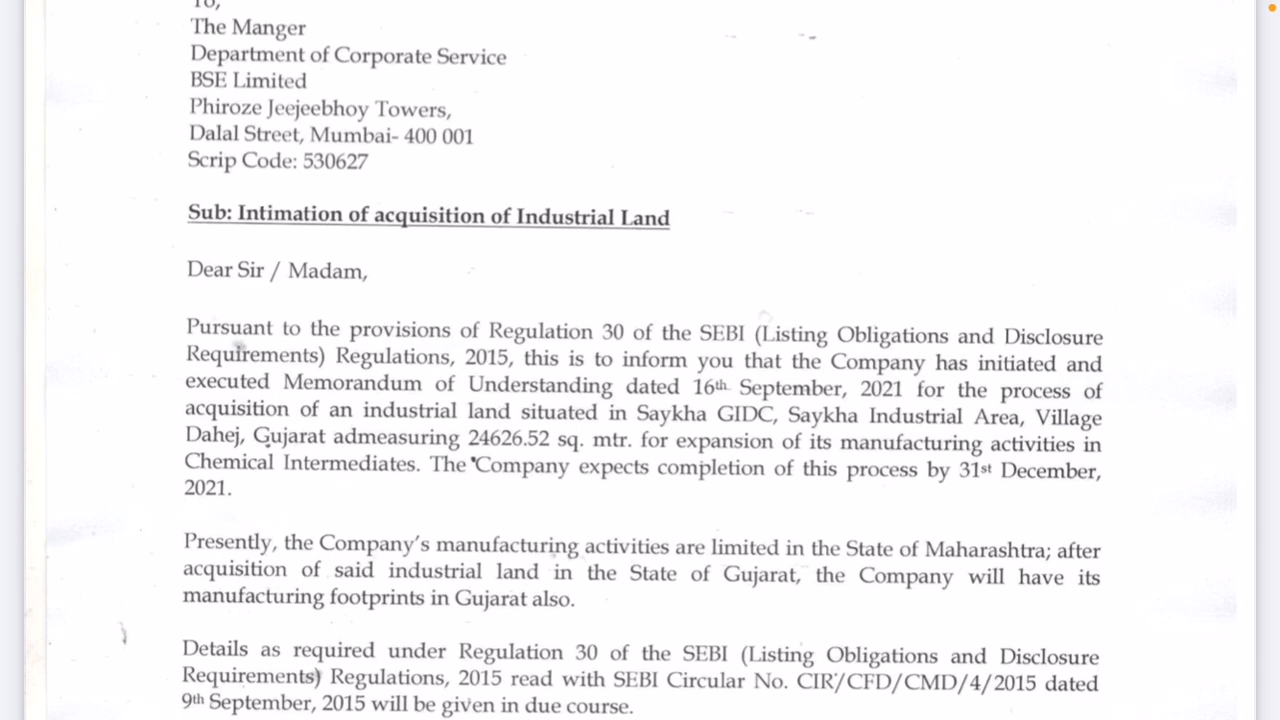 To,
The Manger
Department of Corporate Service
BSE Limited
Phiroze Jeejeebhoy Towers,
Dalal Street, Mumbai- 400 001
Scrip Code: 530627
Sub: Intimation of acquisition of Industrial Land
Dear Sir / Madam,
Pursuant to the provisions of Regulation 30 of the SEBI (Listing Obligations and Disclosure
Requirements) Regulations, 2015, this is to inform you that the Company has initiated and
executed Memorandum of Understanding dated 16th September, 2021 for the process of
acquisition of an industrial land situated in Saykha GIDC, Saykha Industrial Area, Village
Dahej, Gujarat admeasuring 24626.52 sq. mtr. for expansion of its manufacturing activities in
Chemical Intermediates. The Company expects completion of this process by 31st December,
2021.
Presently, the Company's manufacturing activities are limited in the State of Maharashtra; after
acquisition of said industrial land in the State of Gujarat, the Company will have its
manufacturing footprints in Gujarat also.
Details as required under Regulation 30 of the SEBI (Listing Obligations and Disclosure
Requirements) Regulations, 2015 read with SEBI Circular No. CIR/CFD/CMD/4/2015 dated
9th September, 2015 will be given in due course.